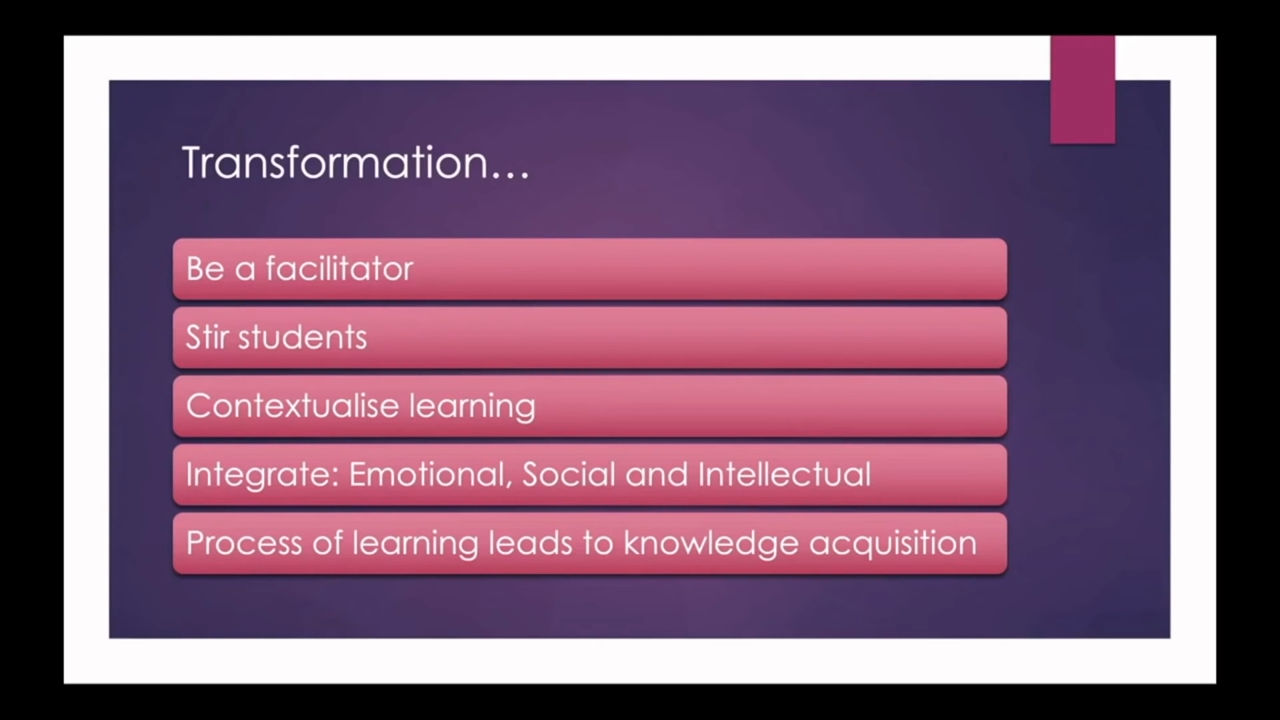 Transformation...
Be a facilitator
Stir students
Contextualise learning
Integrate: Emotional, Social and Intellectual
Process of learning leads to knowledge acquisition